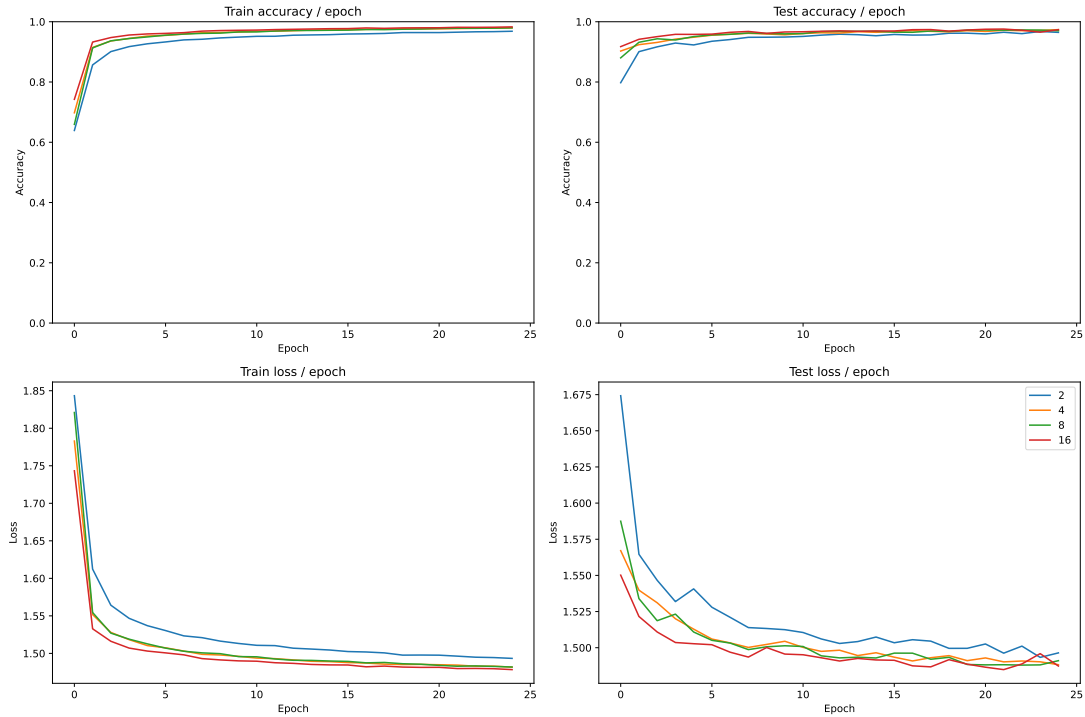 Train accuracy / epoch
1.0
0.8
0.6
0.4
0.2
0.0
Accuracy
0 5 10 15 20 25
Epoch
Test accuracy / epoch
1.0
0.8
0.6
0.4
0.2
0.0
Accuracy
0 5 10 15 20 25
Epoch
Train loss / epoch
1.85
1.80
1.75
1.70
1.65
1.60
1.55
1.50
Loss
0 5 10 15 20 25
Epoch
Test loss / epoch
1.675
1.650
1.625
1.600
1.575
1.550
1.525
1.500
Loss
0 5 10 15 20 25
Epoch
2
4
8
16